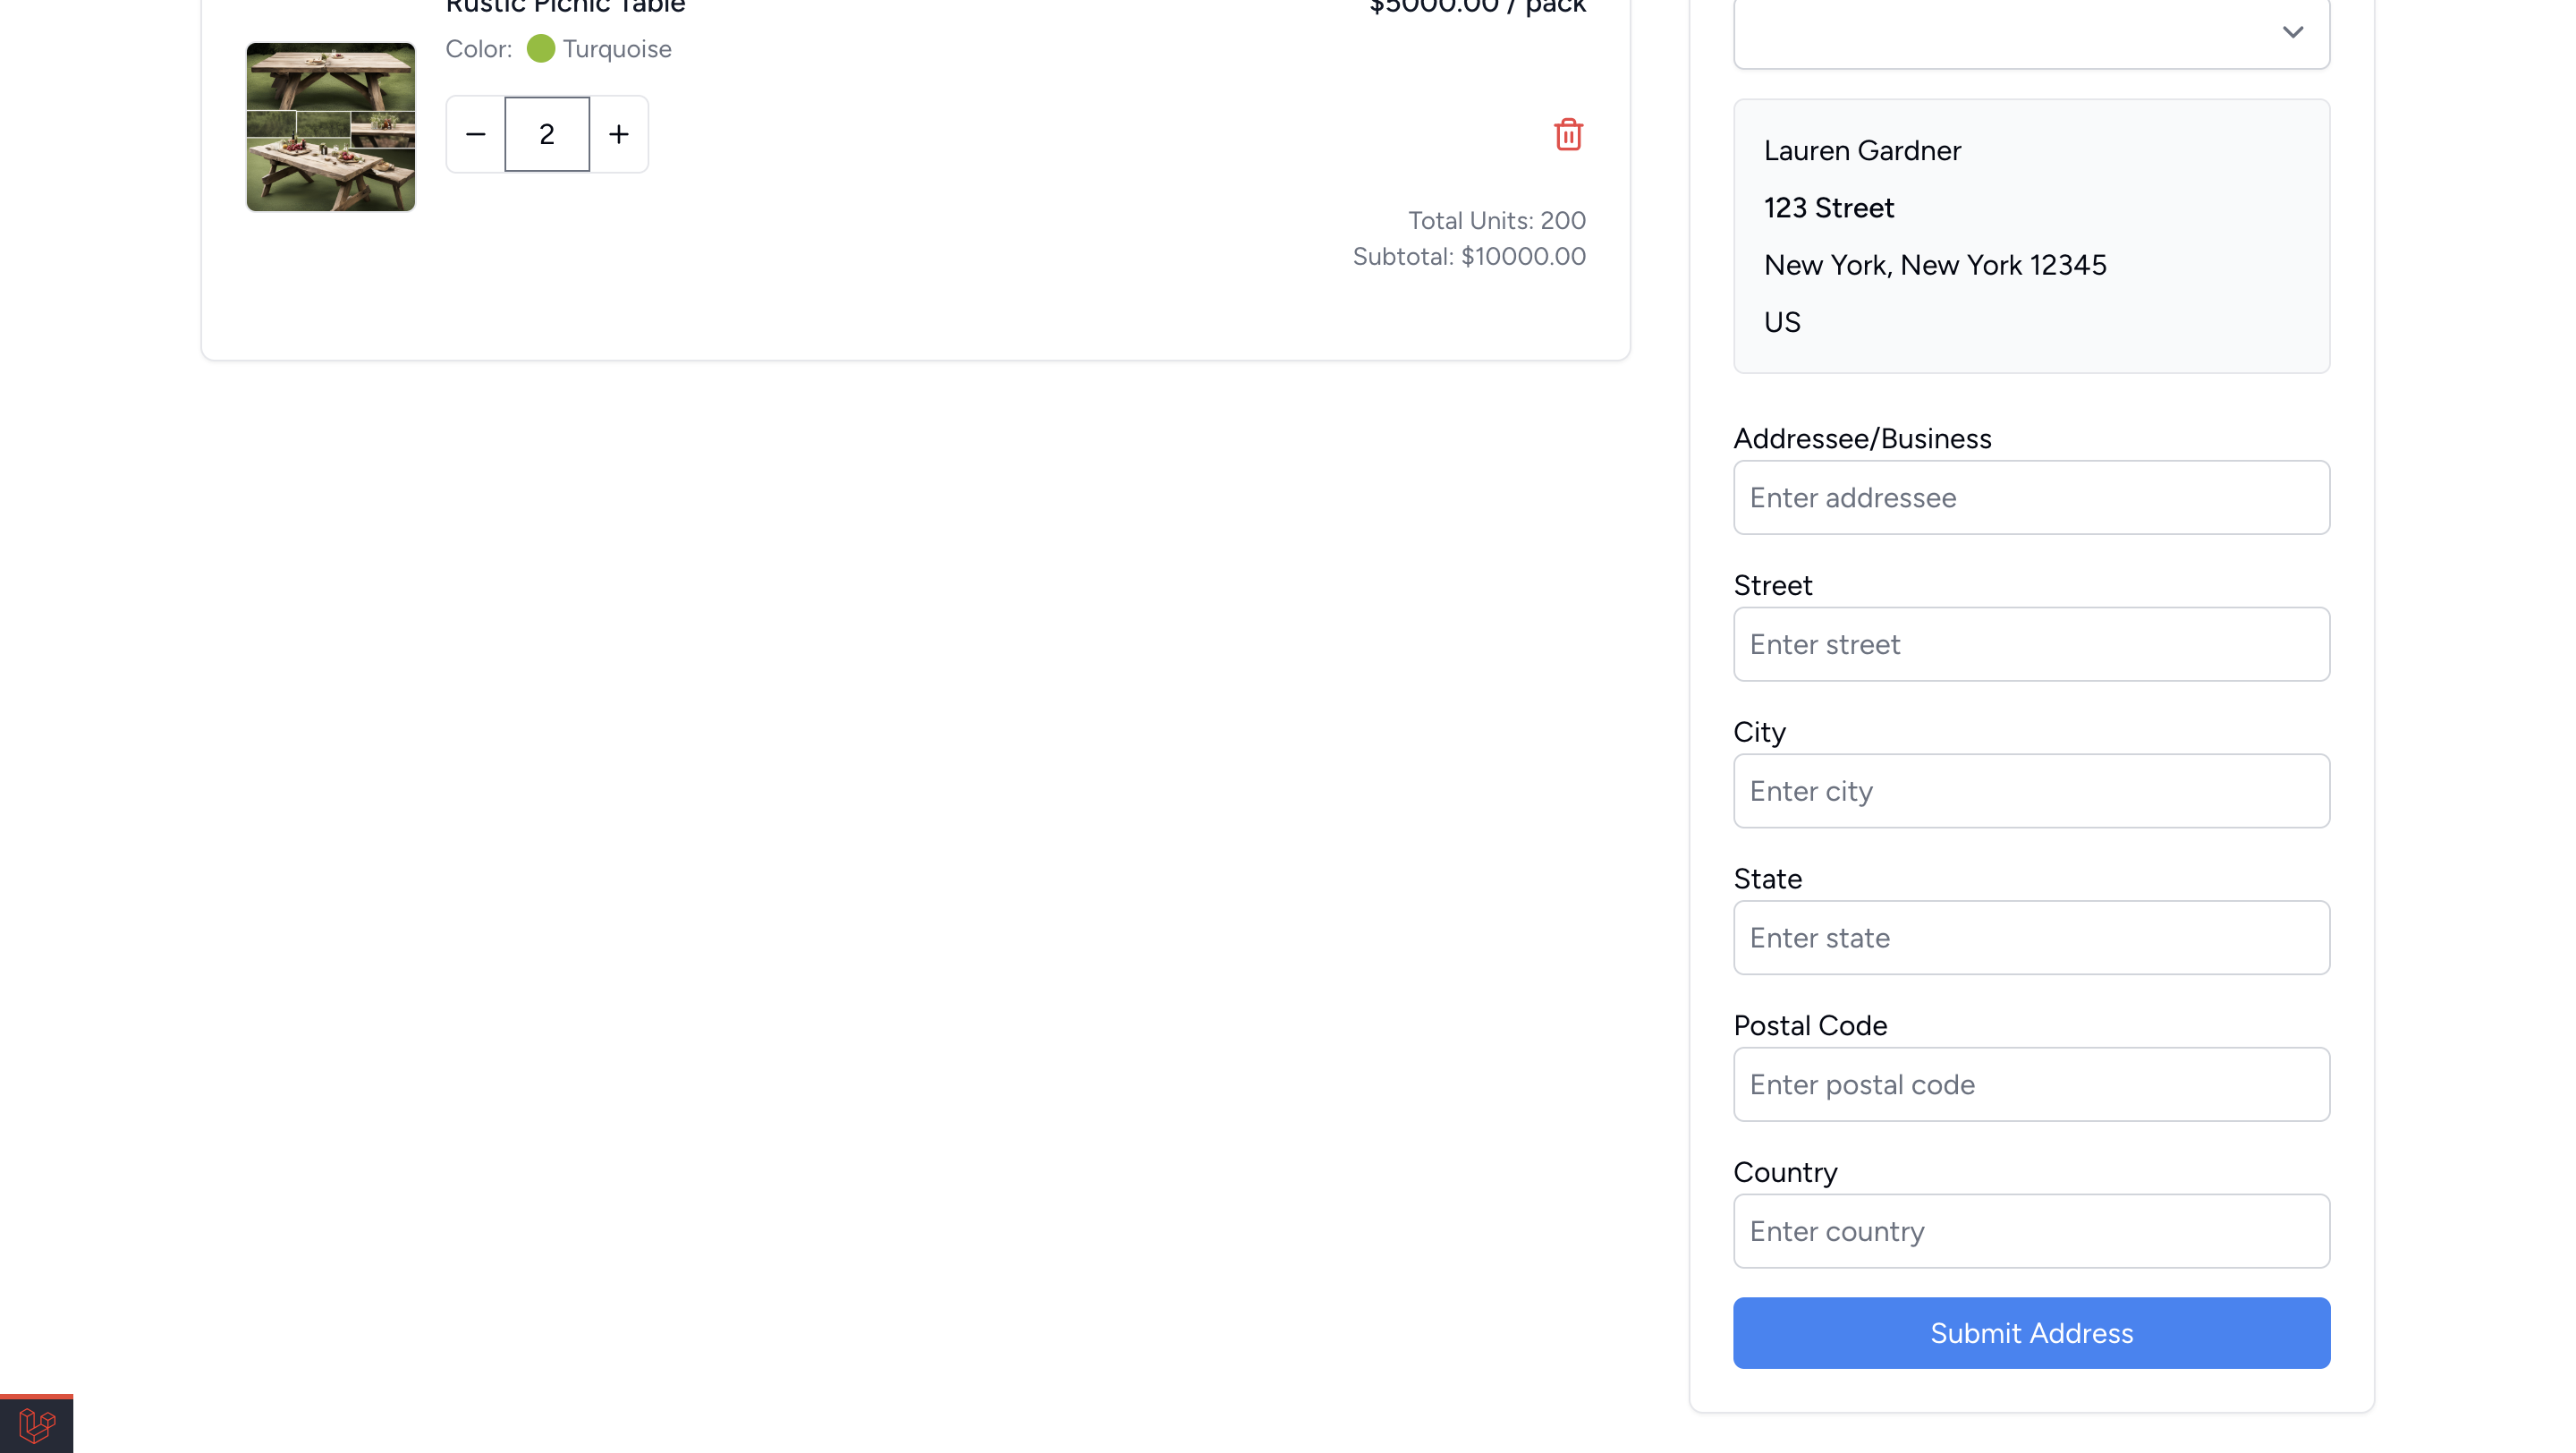 Rustic Picnic Table
$5000.00 / pack
Color: Turquoise
2
Total Units: 200
Subtotal: $10000.00
Lauren Gardner
123 Street
New York, New York 12345
US
Addressee/Business
Enter addressee
Street
Enter street
City
Enter city
State
Enter state
Postal Code
Enter postal code
Country
Enter country
Submit Address